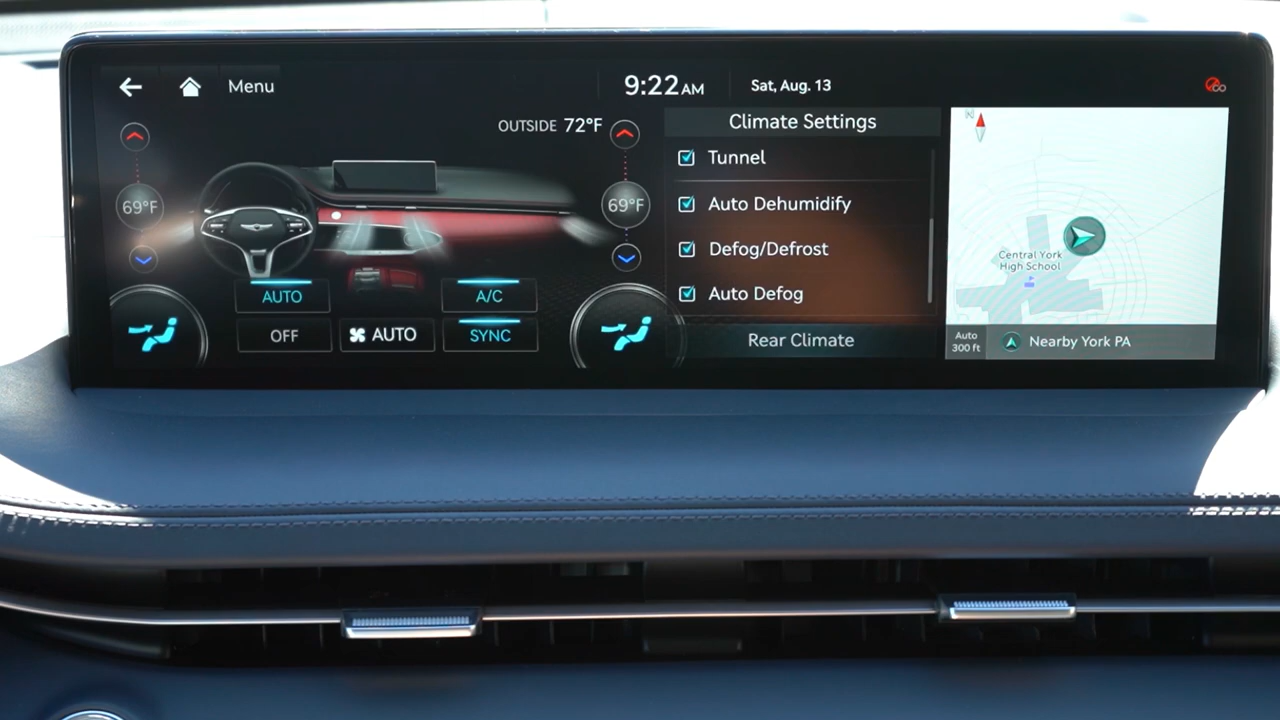 Menu
9:22AM
Sat, Aug. 13
OUTSIDE 72°F
69°F
69°F
AUTO
A/C
OFF
AUTO
SYNC
Climate Settings
Tunnel
Auto Dehumidify
Defog/Defrost
Auto Defog
Rear Climate
N
Central York
High School
Auto
300 ft
Nearby York PA